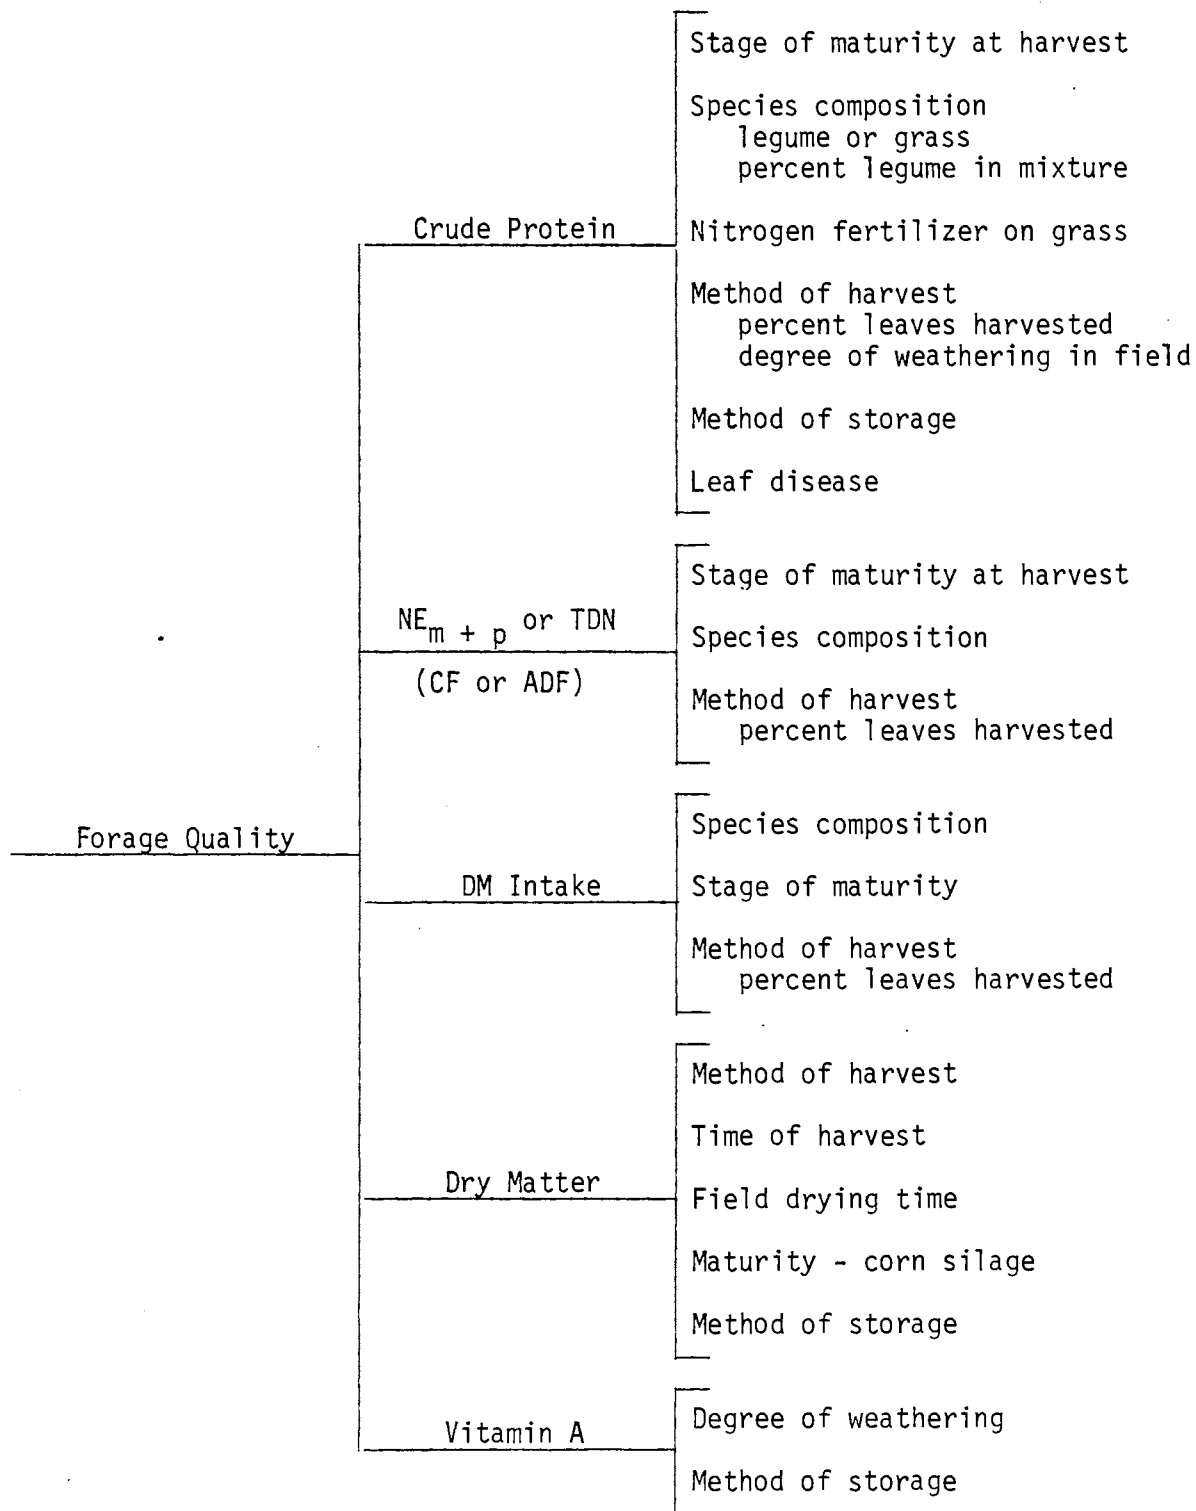 Stage of maturity at harvest
Species composition
legume or grass
percent legume in mixture
Crude Protein
Nitrogen fertilizer on grass
Method of harvest
percent leaves harvested
degree of weathering in field
Method of storage
Leaf disease
Stage of maturity at harvest
NEm + p or TDN
(CF or ADF)
Species composition
Method of harvest
percent leaves harvested
Forage Quality
Species composition
DM Intake
Stage of maturity
Method of harvest
percent leaves harvested
Method of harvest
Time of harvest
Dry Matter
Field drying time
Maturity - corn silage
Method of storage
Vitamin A
Degree of weathering
Method of storage